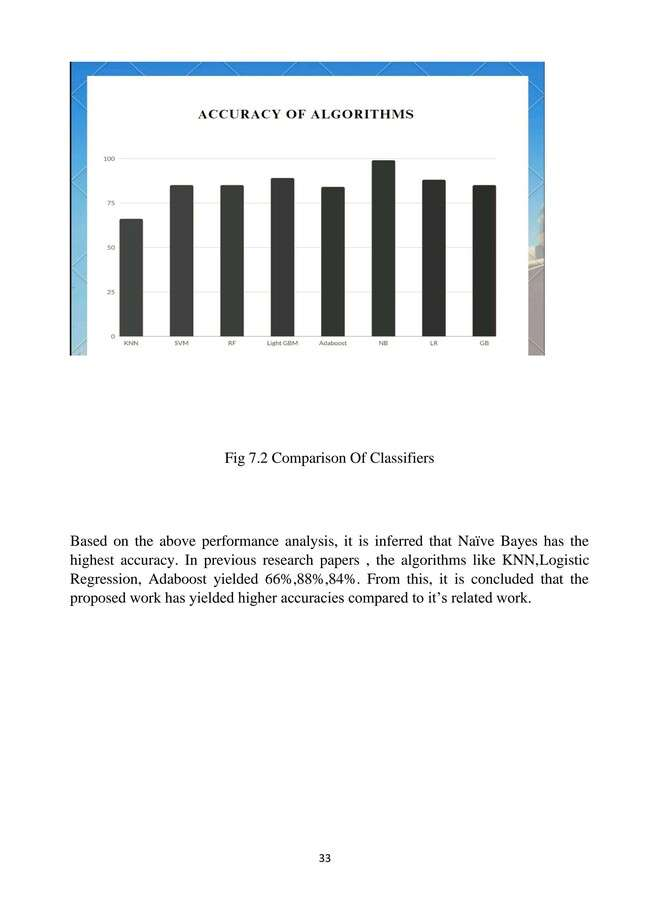 ACCURACY OF ALGORITHMS
100
75
50
25
0
KNN SVM RF Light GBM Adaboost NB LR GB
Fig 7.2 Comparison Of Classifiers
Based on the above performance analysis, it is inferred that Naïve Bayes has the
highest accuracy. In previous research papers , the algorithms like KNN,Logistic
Regression, Adaboost yielded 66%,88%,84%. From this, it is concluded that the
proposed work has yielded higher accuracies compared to it’s related work.
33